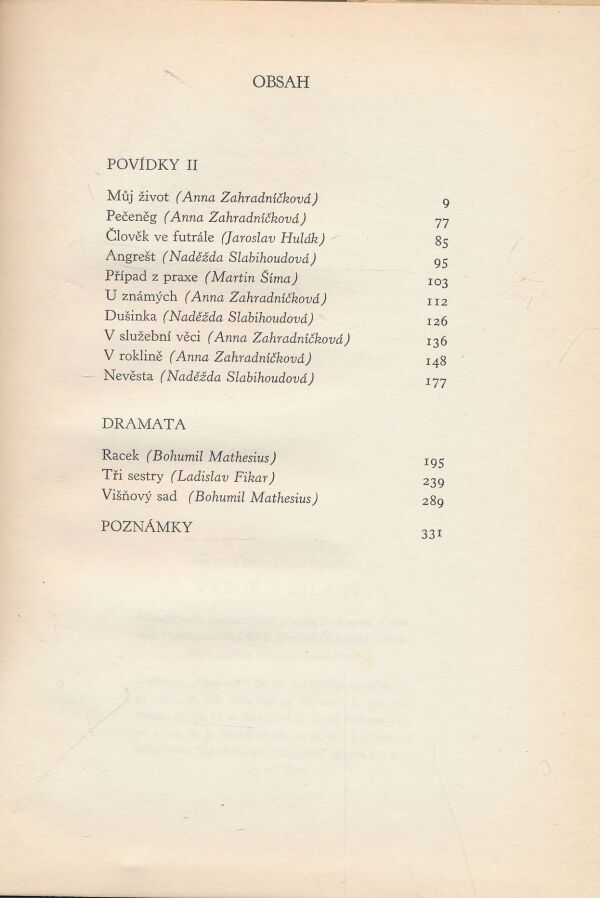 OBSAH
POVÍDKY II
Můj život (Anna Zahradníčková) 9
Pečeněg (Anna Zahradníčková) 77
Člověk ve futrále (Jaroslav Hulák) 85
Angrešt (Naděžda Slabihoudová) 95
Případ z praxe (Martin Šíma) 103
U známých (Anna Zahradníčková) 112
Dušinka (Naděžda Slabihoudová) 126
V služební věci (Anna Zahradníčková) 136
V roklině (Anna Zahradníčková) 148
Nevěsta (Naděžda Slabihoudová) 177
DRAMATA
Racek (Bohumil Mathesius) 195
Tři sestry (Ladislav Fikar) 239
Višňový sad (Bohumil Mathesius) 289
POZNÁMKY 331